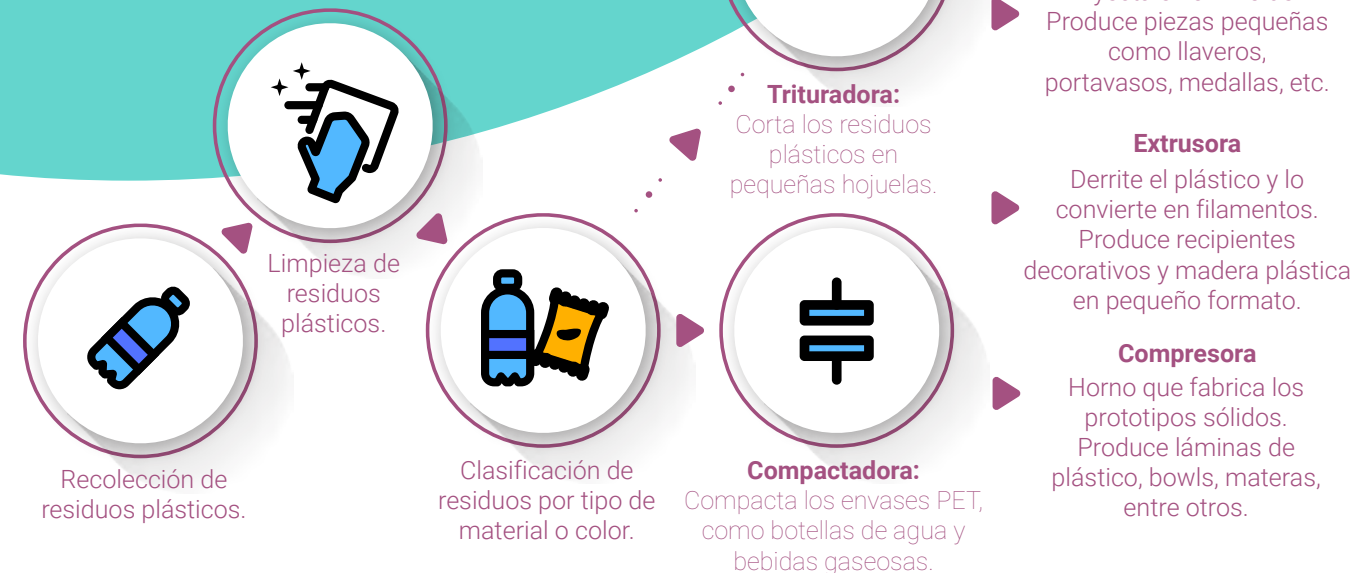 Recolección de
residuos plásticos.
Limpieza de
residuos
plásticos.
Clasificación de
residuos por tipo de
material o color.
Trituradora:
Corta los residuos
plásticos en
pequeñas hojuelas.
Compactadora:
Compacta los envases PET,
como botellas de agua y
bebidas gaseosas.
Produce piezas pequeñas
como llaveros,
portavasos, medallas, etc.
Extrusora
Derrite el plástico y lo
convierte en filamentos.
Produce recipientes
decorativos y madera plástica
en pequeño formato.
Compresora
Horno que fabrica los
prototipos sólidos.
Produce láminas de
plástico, bowls, materas,
entre otros.